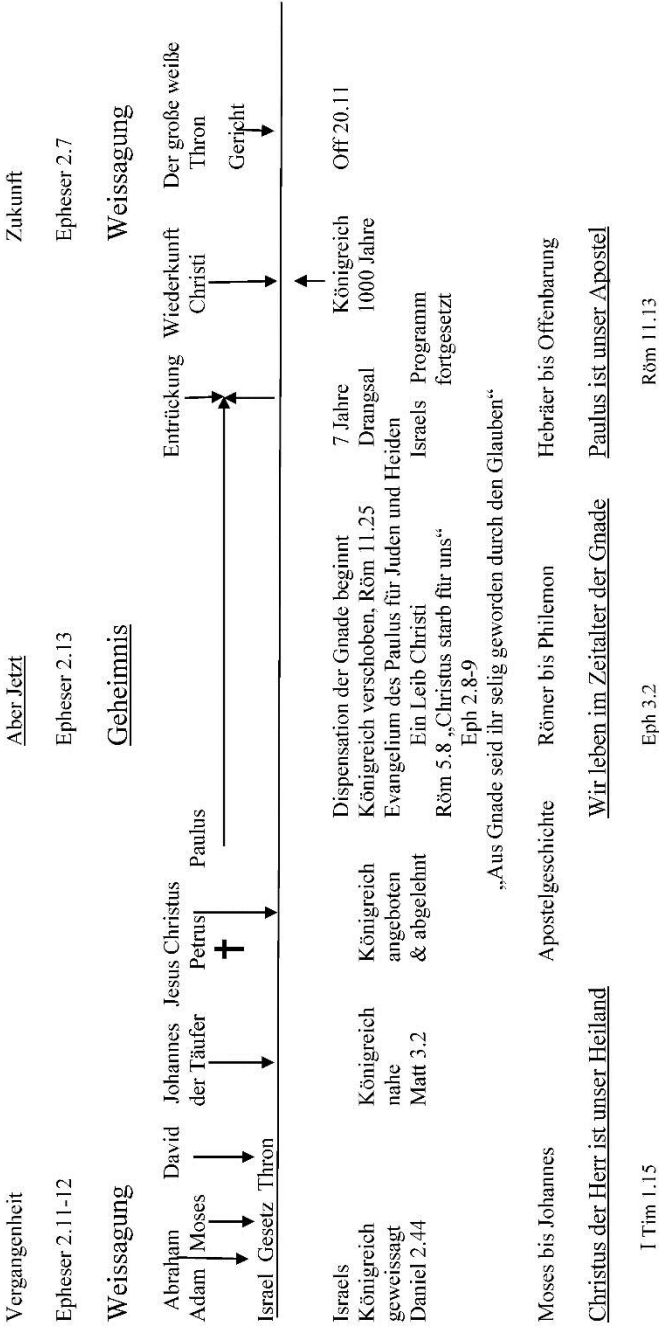 Vergangenheit Aber Jetzt Zukunft
Epheser 2.11-12 Epheser 2.13 Epheser 2.7
Weissagung Geheimnis Weissagung
Abraham David Johannes Jesus Christus Entrückung Wiederkunft Der große weiße
Adam Moses der Täufer Petrus Paulus Christi Thron
Gericht
Israel Gesetz Thron
Israels Dispensation der Gnade beginnt 7 Jahre Königreich Off 20.11
Königreich Königreich Königreich Königreich verschoben, Röm 11.25 Drangsal 1000 Jahre
geweissagt nahe angeboten Evangelium des Paulus für Juden und Heiden
Daniel 2.44 Matt 3.2 & abgelehnt Ein Leib Christi Israels Programm
Röm 5.8 „Christus starb für uns“ fortgesetzt
Eph 2.8-9
„Aus Gnade seid ihr selig geworden durch den Glauben“
Moses bis Johannes Apostelgeschichte Römer bis Philemon Hebräer bis Offenbarung
Christus der Herr ist unser Heiland Wir leben im Zeitalter der Gnade Paulus ist unser Apostel
I Tim 1.15 Eph 3.2 Röm 11.13